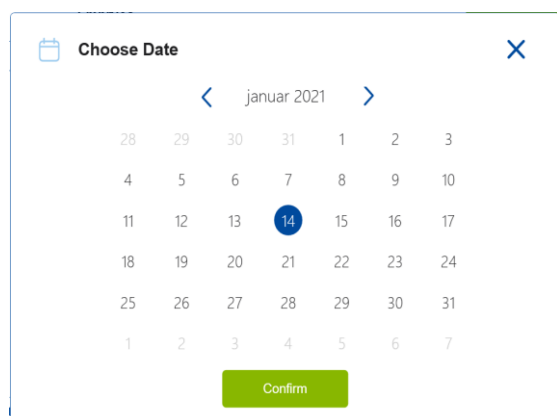 Choose Date
januar 2021
28 29 30 31 1 2 3
4 5 6 7 8 9 10
11 12 13 14 15 16 17
18 19 20 21 22 23 24
25 26 27 28 29 30 31
1 2 3 4 5 6 7
Confirm